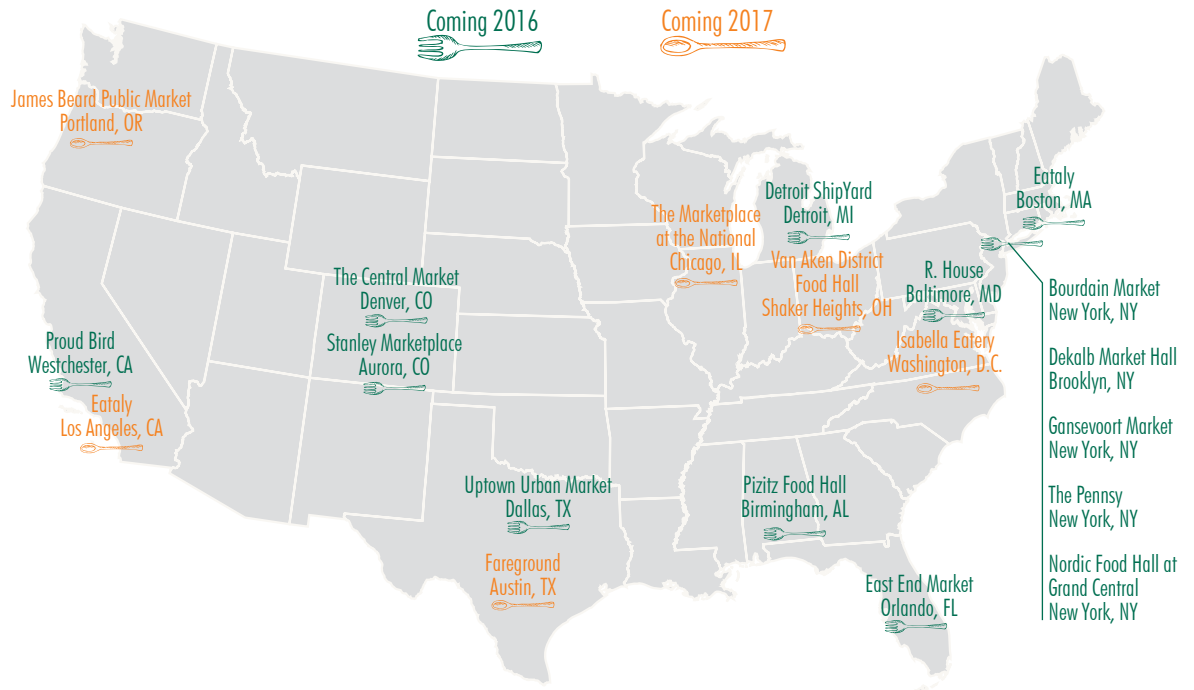 Coming 2016
Coming 2017
James Beard Public Market
Portland, OR
Proud Bird
Westchester, CA
Eataly
Los Angeles, CA
The Central Market
Denver, CO
Stanley Marketplace
Aurora, CO
Uptown Urban Market
Dallas, TX
Fareground
Austin, TX
The Marketplace
at the National
Chicago, IL
Detroit ShipYard
Detroit, MI
Van Aken District
Food Hall
Shaker Heights, OH
Pizitz Food Hall
Birmingham, AL
East End Market
Orlando, FL
Eataly
Boston, MA
R. House
Baltimore, MD
Isabella Eatery
Washington, D.C.
Bourdain Market
New York, NY
Dekalb Market Hall
Brooklyn, NY
Gansevoort Market
New York, NY
The Pennsy
New York, NY
Nordic Food Hall at
Grand Central
New York, NY